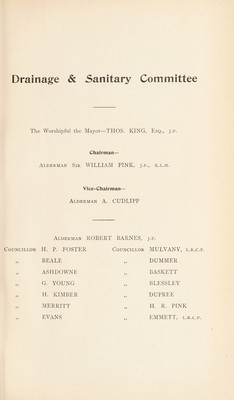 Drainage & Sanitary Committee
The Worshipful the Mayor—THOS. KING, Esq., J.P.
Chairman—
Alderman Sir WILLIAM PINK, J.P., K.L.H.
Vice-Chairman—
Alderman A. CUDLIPP
Alderman ROBERT BARNES, J.P.
Councillor H. P. FOSTER Councillor MULVANY, L.R.C.P.
„ BEALE „ DUMMER
„ ASHDOWNE „ BASKETT
„ G. YOUNG „ BLESSLEY
„ H. KIMBER „ DUPREE
„ MERRITT „ H. R. PINK
„ EVANS „ EMMETT, L.R.C.P.